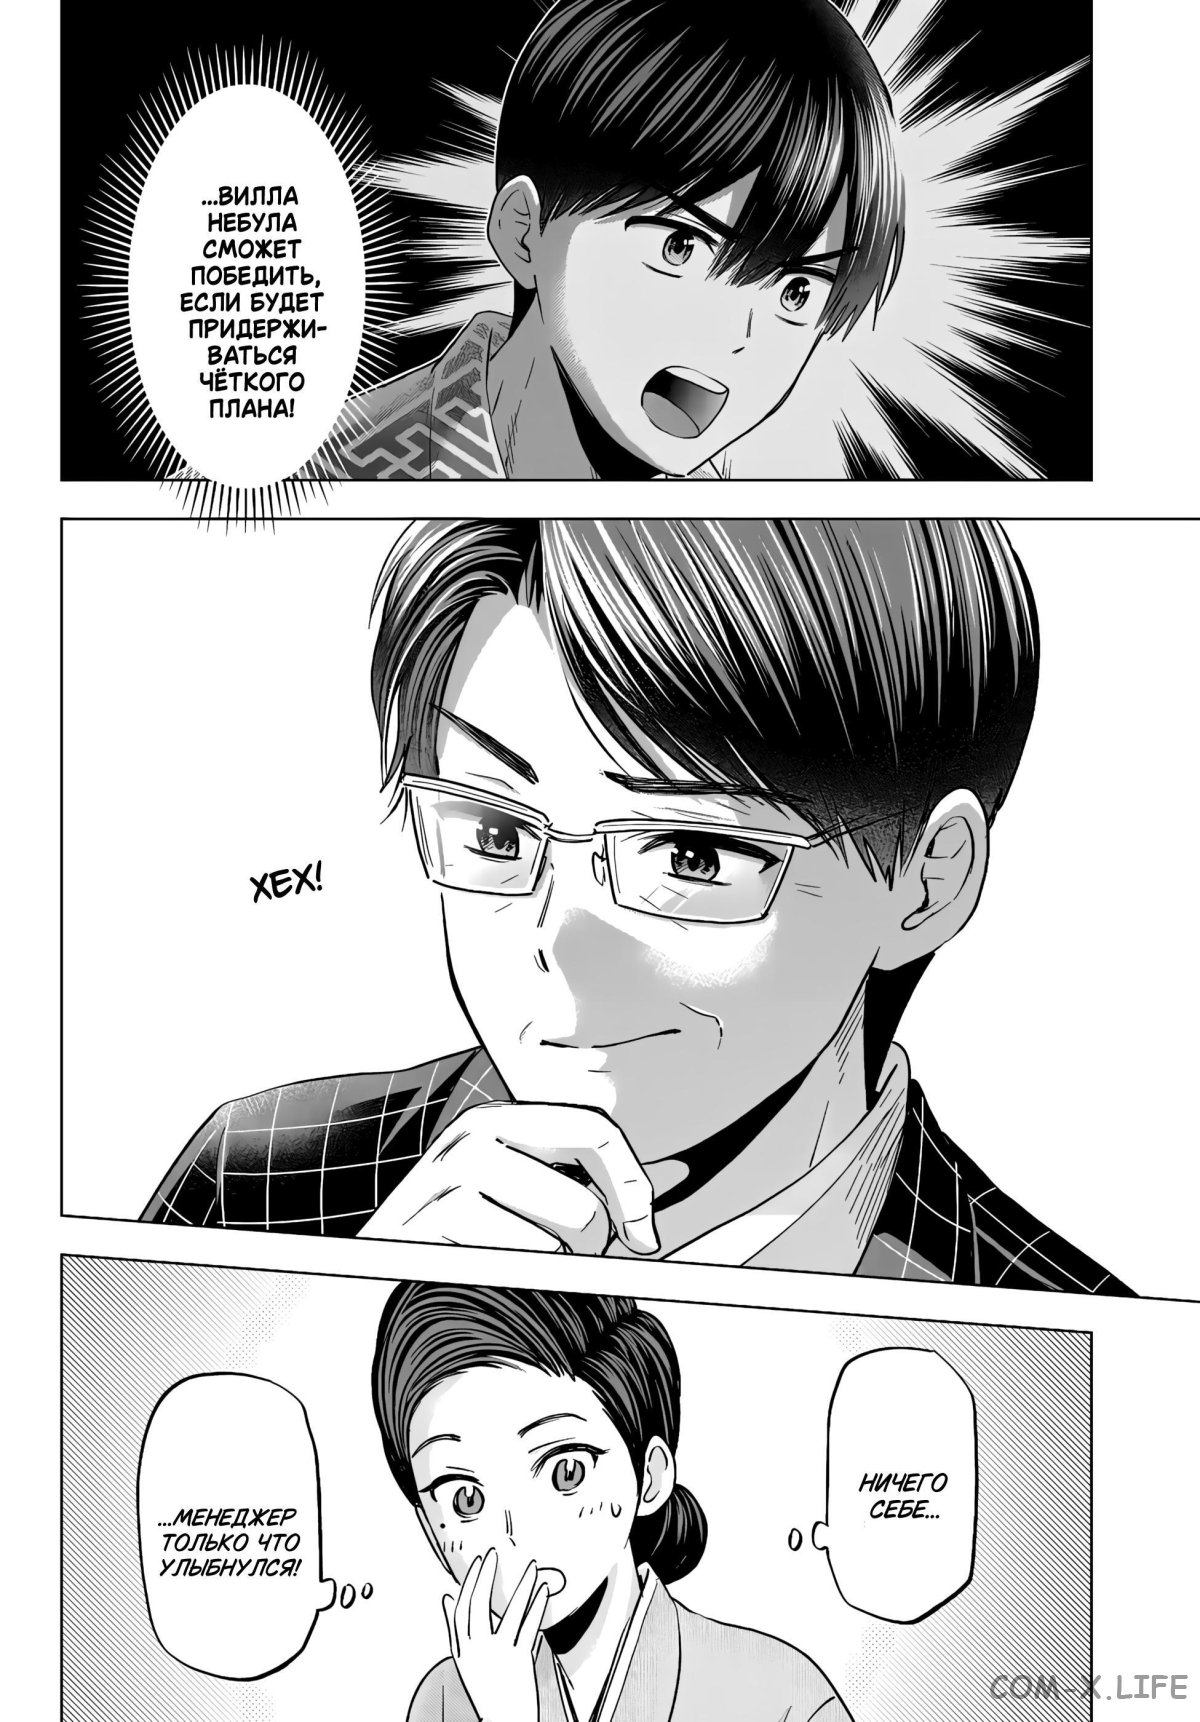 ...ВИЛЛА
НЕБУЛА
СМОЖЕТ
ПОБЕДИТЬ,
ЕСЛИ БУДЕТ
ПРИДЕРЖИ-
ВАТЬСЯ
ЧЁТКОГО
ПЛАНА!
ХЕХ!
НИЧЕГО
СЕБЕ...
...МЕНЕДЖЕР
ТОЛЬКО ЧТО
УЛЫБНУЛСЯ!
COM-X.LIFE